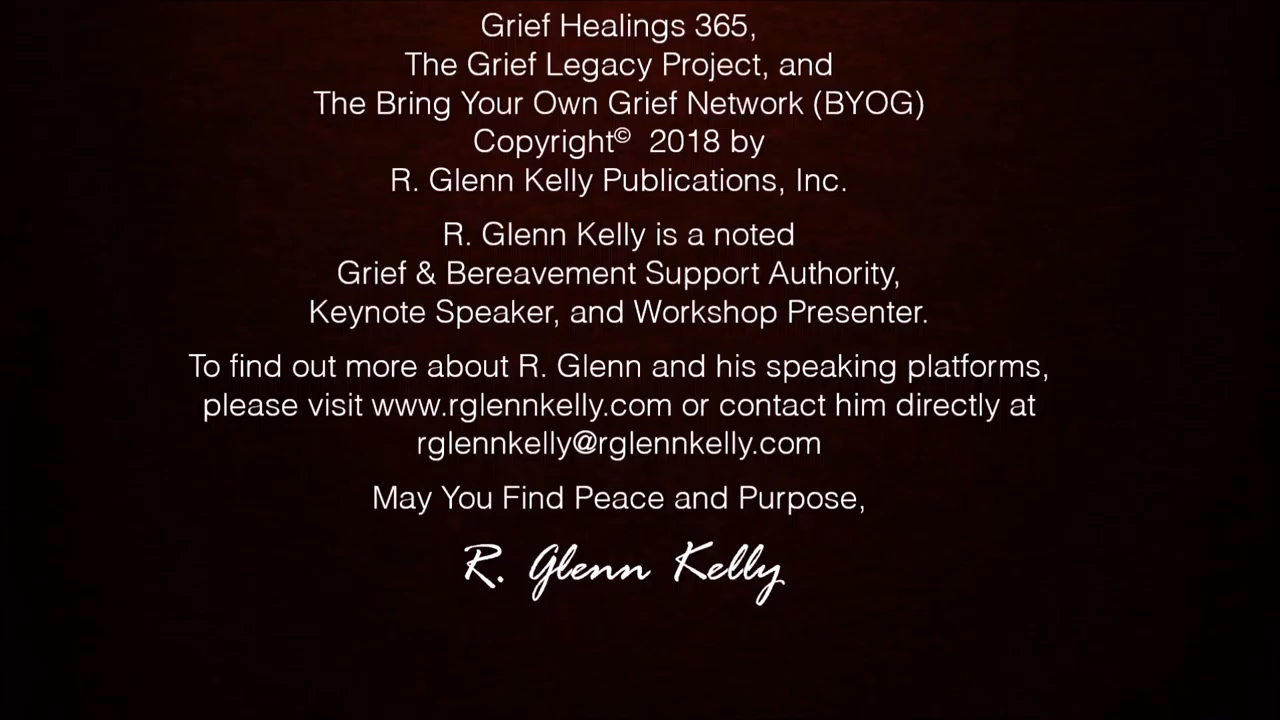 Grief Healings 365,
The Grief Legacy Project, and
The Bring Your Own Grief Network (BYOG)
Copyright© 2018 by
R. Glenn Kelly Publications, Inc.
R. Glenn Kelly is a noted
Grief & Bereavement Support Authority,
Keynote Speaker, and Workshop Presenter.
To find out more about R. Glenn and his speaking platforms,
please visit www.rglennkelly.com or contact him directly at
rglennkelly@rglennkelly.com
May You Find Peace and Purpose,
R. Glenn Kelly